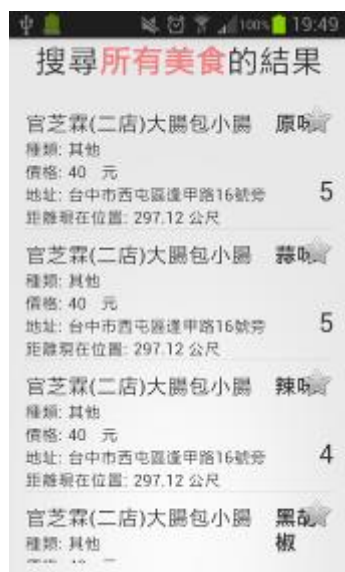 100% 19:49
搜尋所有美食的結果
官芝霖(二店)大腸包小腸 原味
種類: 其他
價格: 40 元
地址: 台中市西屯區逢甲路16號旁 5
距離現在位置: 297.12 公尺
官芝霖(二店)大腸包小腸 蒜味
種類: 其他
價格: 40 元
地址: 台中市西屯區逢甲路16號旁 5
距離現在位置: 297.12 公尺
官芝霖(二店)大腸包小腸 辣味
種類: 其他
價格: 40 元
地址: 台中市西屯區逢甲路16號旁 4
距離現在位置: 297.12 公尺
官芝霖(二店)大腸包小腸 黑胡椒
種類: 其他